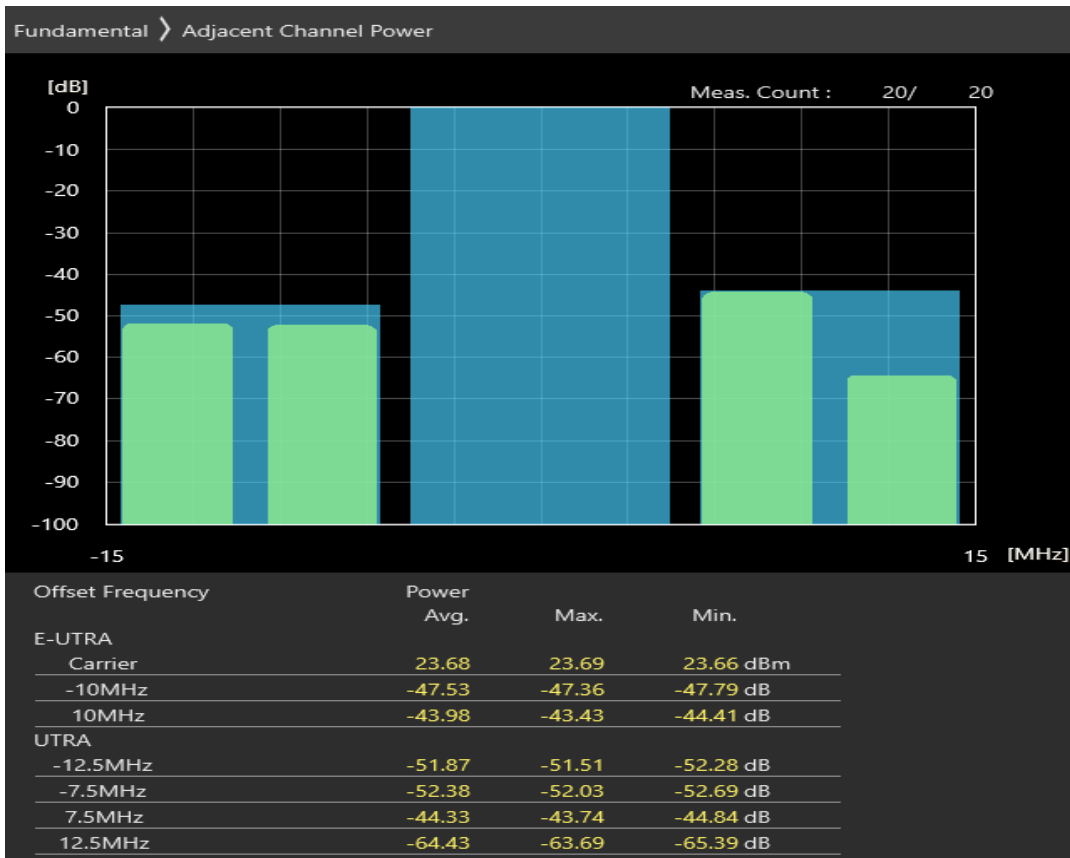 Fundamental 〉 Adjacent Channel Power
[dB]
Meas. Count : 20/ 20
0
-10
-20
-30
-40
-50
-60
-70
-80
-90
-100
-15 15 [MHz]
Offset Frequency Power
Avg. Max. Min.
E-UTRA
Carrier 23.68 23.69 23.66 dBm
-10MHz -47.53 -47.36 -47.79 dB
10MHz -43.98 -43.43 -44.41 dB
UTRA
-12.5MHz -51.87 -51.51 -52.28 dB
-7.5MHz -52.38 -52.03 -52.69 dB
7.5MHz -44.33 -43.74 -44.84 dB
12.5MHz -64.43 -63.69 -65.39 dB